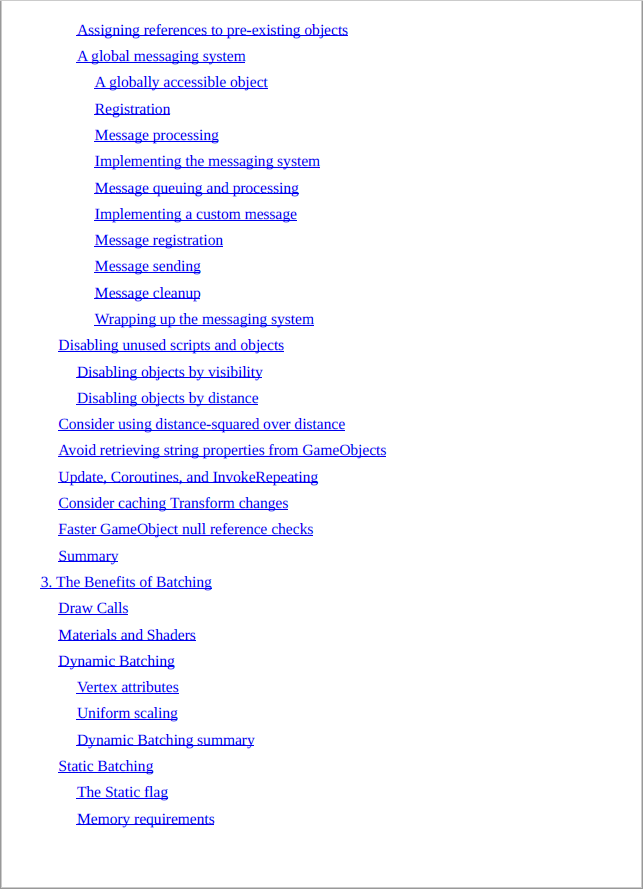 Assigning references to pre-existing objects
A global messaging system
A globally accessible object
Registration
Message processing
Implementing the messaging system
Message queuing and processing
Implementing a custom message
Message registration
Message sending
Message cleanup
Wrapping up the messaging system
Disabling unused scripts and objects
Disabling objects by visibility
Disabling objects by distance
Consider using distance-squared over distance
Avoid retrieving string properties from GameObjects
Update, Coroutines, and InvokeRepeating
Consider caching Transform changes
Faster GameObject null reference checks
Summary
3. The Benefits of Batching
Draw Calls
Materials and Shaders
Dynamic Batching
Vertex attributes
Uniform scaling
Dynamic Batching summary
Static Batching
The Static flag
Memory requirements